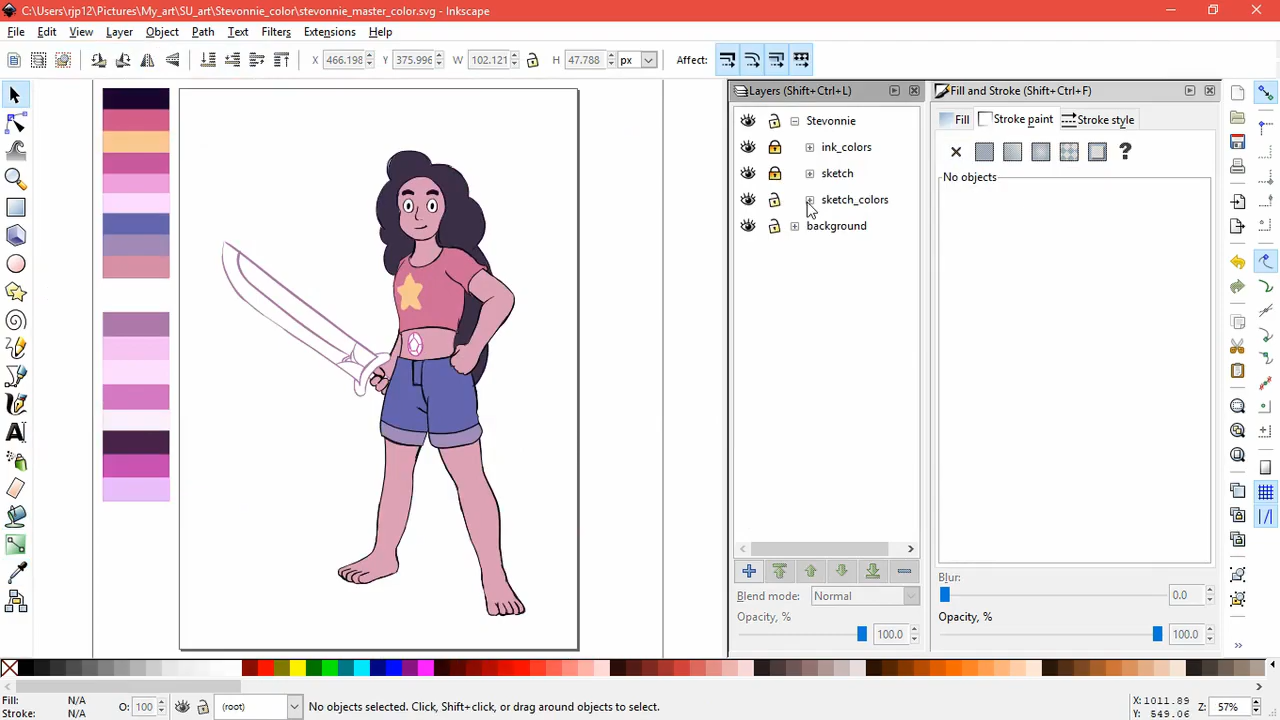 C:\Users\rjp12\Pictures\My_art\SU_art\Stevonnie_color\stevonnie_master_color.svg - Inkscape
File Edit View Layer Object Path Text Filters Extensions Help
X 466.198 Y 375.996 W 102.121 H 47.788 px Affect:
Layers (Shift+Ctrl+L)
Stevonnie
ink_colors
sketch
sketch_colors
background
Blend mode: Normal
Opacity, %
100.0
Fill and Stroke (Shift+Ctrl+F)
Fill Stroke paint Stroke style
No objects
Blur:
0.0
Opacity, %
100.0
Fill: N/A
Stroke: N/A
O: 100
(root)
No objects selected. Click, Shift+click, or drag around objects to select.
X:1011.89
Y: 549.06
Z: 57%